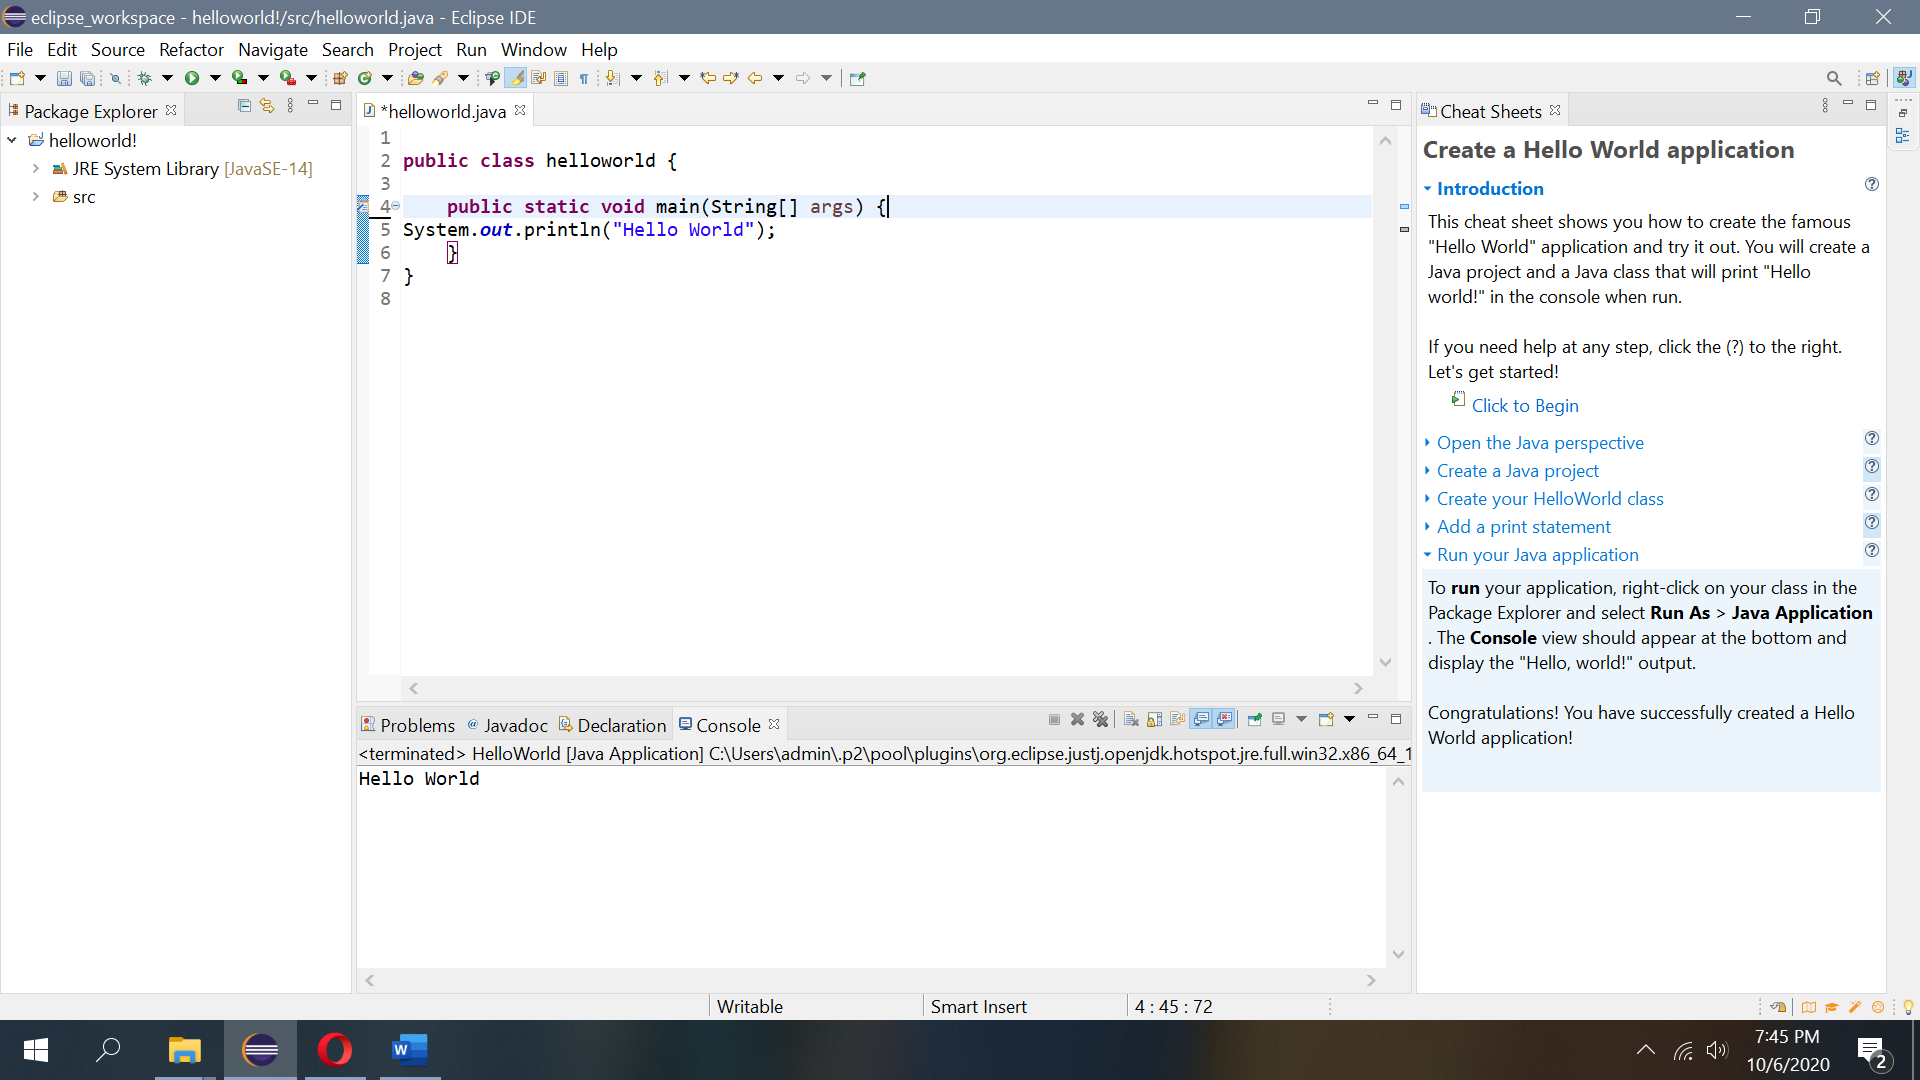 eclipse_workspace - helloworld!/src/helloworld.java - Eclipse IDE
File Edit Source Refactor Navigate Search Project Run Window Help
Package Explorer
helloworld!
JRE System Library [JavaSE-14]
src
*helloworld.java
1
2 public class helloworld {
3
4 public static void main(String[] args) {
5 System.out.println("Hello World");
6 }
7 }
8
Problems @ Javadoc Declaration Console
<terminated> HelloWorld [Java Application] C:\Users\admin\.p2\pool\plugins\org.eclipse.justj.openjdk.hotspot.jre.full.win32.x86_64_1
Hello World
Cheat Sheets
Create a Hello World application
Introduction
This cheat sheet shows you how to create the famous
"Hello World" application and try it out. You will create a
Java project and a Java class that will print "Hello
world!" in the console when run.
If you need help at any step, click the (?) to the right.
Let's get started!
Click to Begin
Open the Java perspective
Create a Java project
Create your HelloWorld class
Add a print statement
Run your Java application
To run your application, right-click on your class in the
Package Explorer and select Run As > Java Application
. The Console view should appear at the bottom and
display the "Hello, world!" output.
Congratulations! You have successfully created a Hello
World application!
Writable Smart Insert 4 : 45 : 72
W
7:45 PM
10/6/2020
2